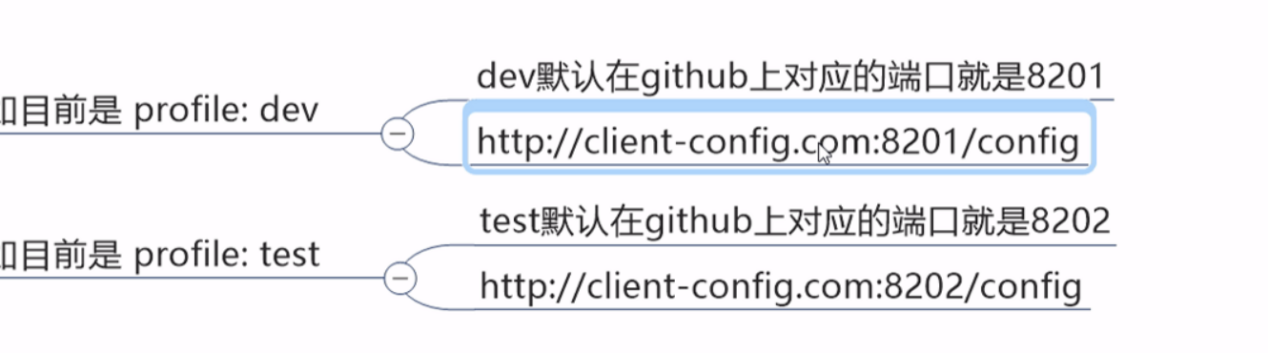 dev默认在github上对应的端口就是8201
如目前是 profile: dev
http://client-config.com:8201/config
test默认在github上对应的端口就是8202
如目前是 profile: test
http://client-config.com:8202/config